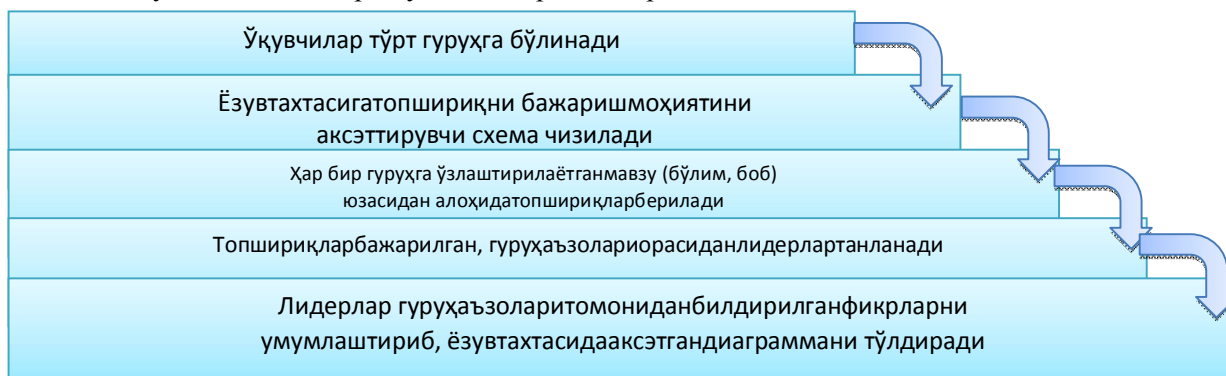 Ўқувчилар тўрт гуруҳга бўлинади
Ёзувтахтасигатопшириқни бажаришмоҳиятини
аксэттирувчи схема чизилади
Ҳар бир гуруҳга ўзлаштирилаётганмавзу (бўлим, боб)
юзасидан алоҳидатопшириқларберилади
Топшириқларбажарилган, гуруҳаъзолариорасиданлидерлартанланади
Лидерлар гуруҳаъзоларитомониданбилдирилганфикрларни
умумлаштириб, ёзувтахтасидааксэтгандиаграммани тўлдиради